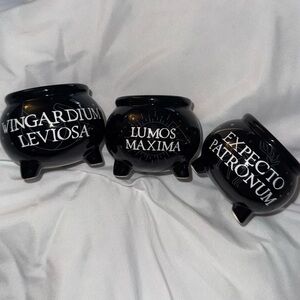 WINGARDIUM
LEVIOSA
LUMOS
MAXIMA
EXPECTO
PATRONUM